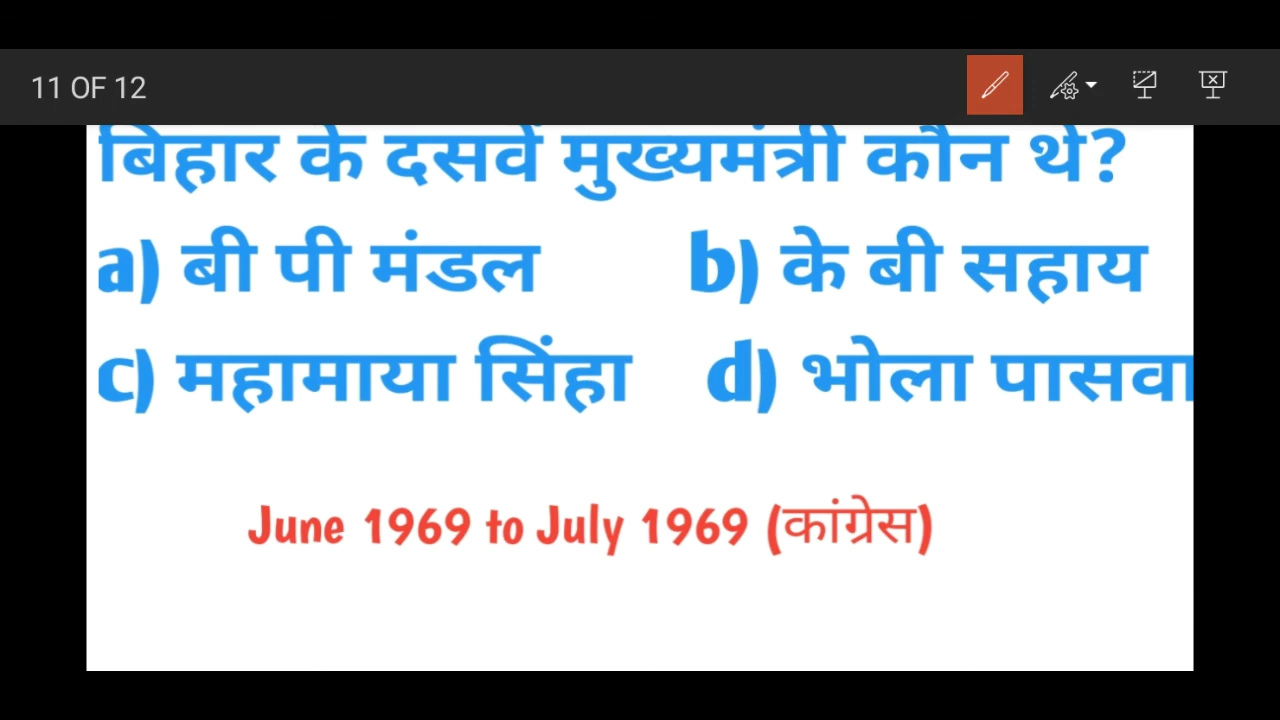 11 OF 12
बिहार के दसवें मुख्यमंत्री कौन थे?
a) बी पी मंडल b) के बी सहाय
c) महामाया सिंहा d) भोला पासवा
June 1969 to July 1969 (कांग्रेस)